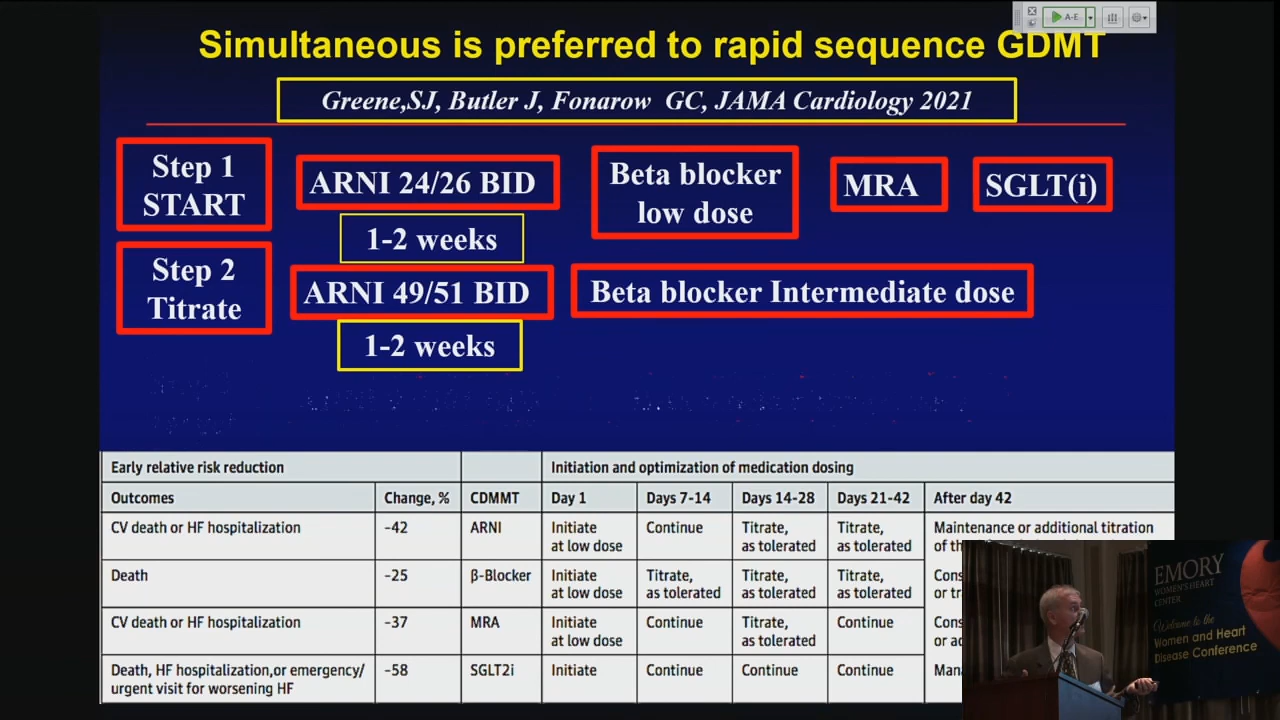 A-E
Simultaneous is preferred to rapid sequence GDMT
Greene,SJ, Butler J, Fonarow GC, JAMA Cardiology 2021
Step 1
START
ARNI 24/26 BID
Beta blocker
low dose
MRA
SGLT(i)
1-2 weeks
Step 2
Titrate
ARNI 49/51 BID
Beta blocker Intermediate dose
1-2 weeks
Early relative risk reduction
Initiation and optimization of medication dosing
Outcomes
Change, %
CDMMT
Day 1
Days 7-14
Days 14-28
Days 21-42
After day 42
CV death or HF hospitalization
-42
ARNI
Initiate
at low dose
Continue
Titrate,
as tolerated
Titrate,
as tolerated
Maintenance or additional titration
of
Death
-25
β-Blocker
Initiate
at low dose
Titrate,
as tolerated
Titrate,
as tolerated
Titrate,
as tolerated
CV death or HF hospitalization
-37
MRA
Initiate
at low dose
Continue
Titrate,
as tolerated
Continue
Death, HF hospitalization,or emergency/
urgent visit for worsening HF
-58
SGLT2i
Initiate
Continue
Continue
Continue
EMORY
WOMEN'S HEART
CENTER
Welcome to the
Women and Heart
Disease Conference